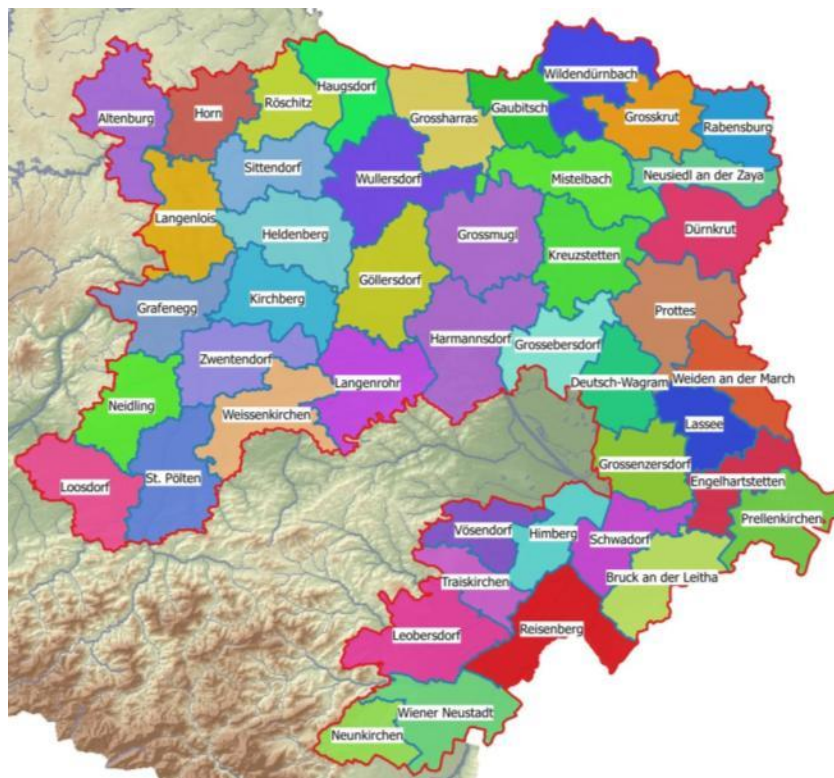 Wildendürnbach
Haugsdorf
Röschitz
Gaubitsch
Altenburg
Horn
Grossharras
Grosskrut
Rabensburg
Sittendorf
Wullersdorf
Mistelbach
Neusiedl an der Zaya
Langenlois
Heldenberg
Grossmugl
Dürnkrut
Kreuzstetten
Göllersdorf
Grafenegg
Kirchberg
Prottes
Harmannsdorf
Grossebersdorf
Zwentendorf
Langenrohr
Deutsch-Wagram
Weiden an der March
Neidling
Weissenkirchen
Lassee
Loosdorf
St. Pölten
Grossenzersdorf
Engelhartstetten
Prellenkirchen
Vösendorf
Himberg
Schwadorf
Traiskirchen
Bruck an der Leitha
Leobersdorf
Reisenberg
Wiener Neustadt
Neunkirchen